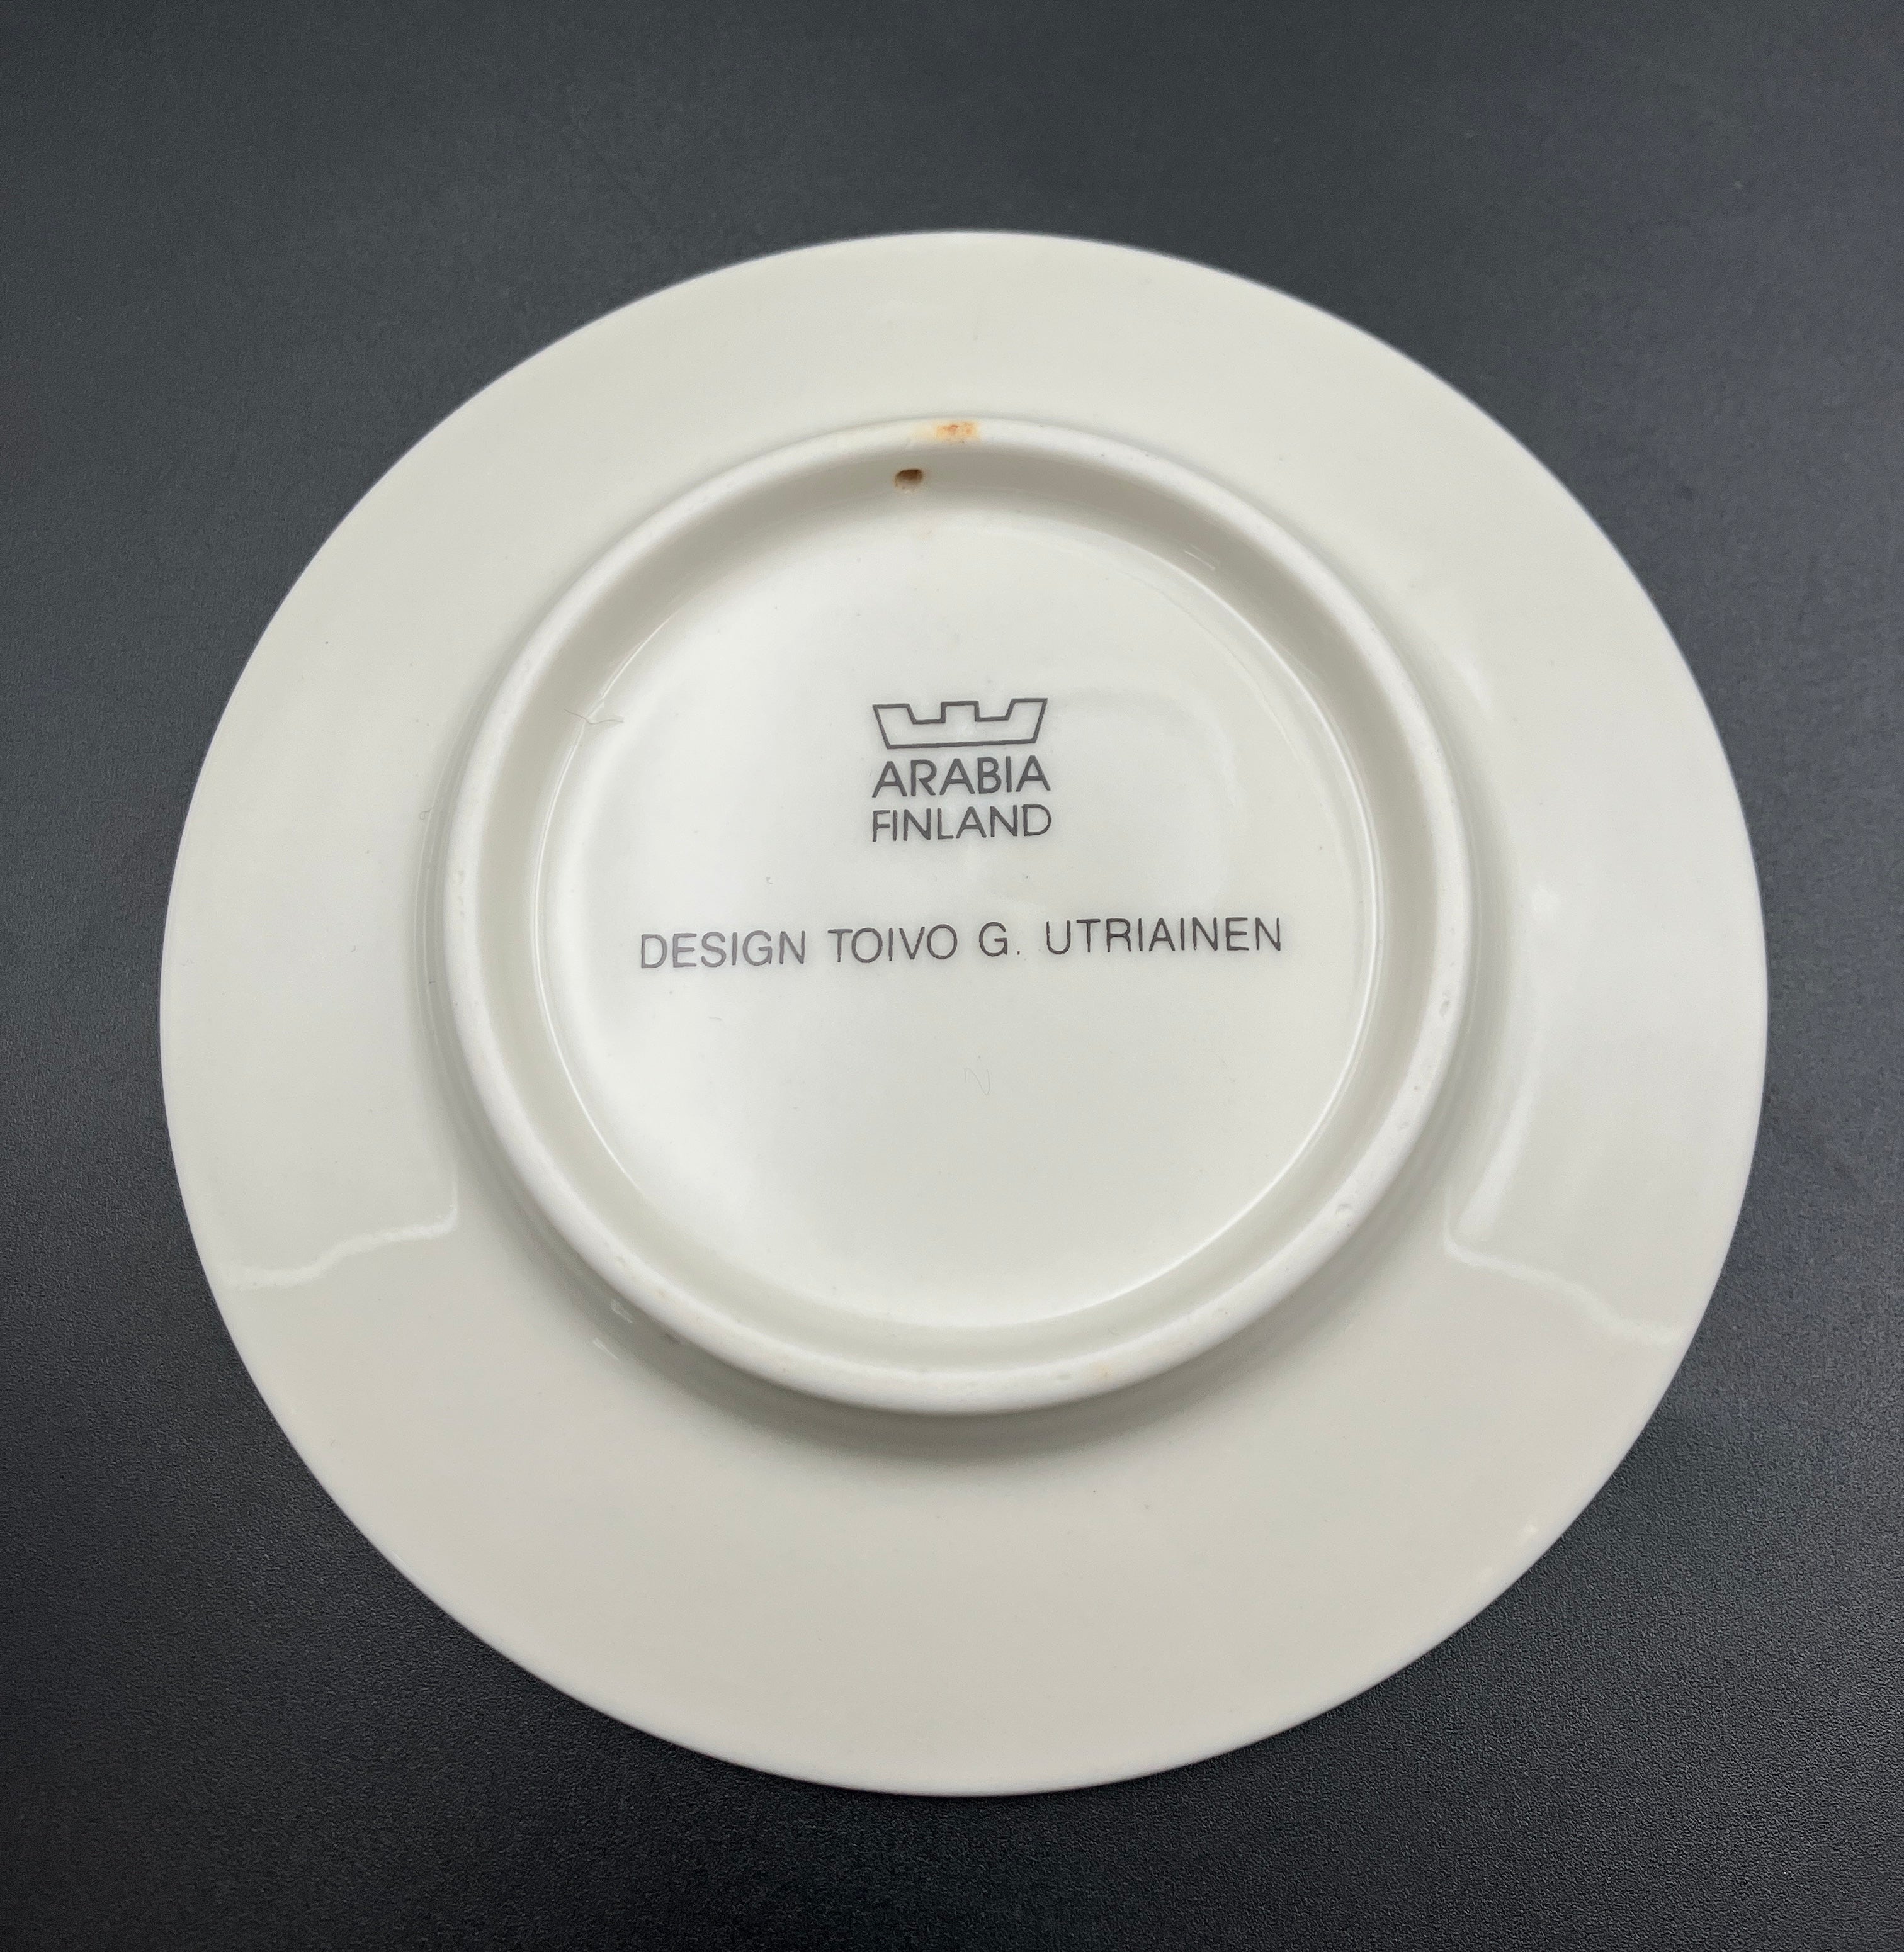 ARABIA
FINLAND
DESIGN TOIVO G. UTRIAINEN